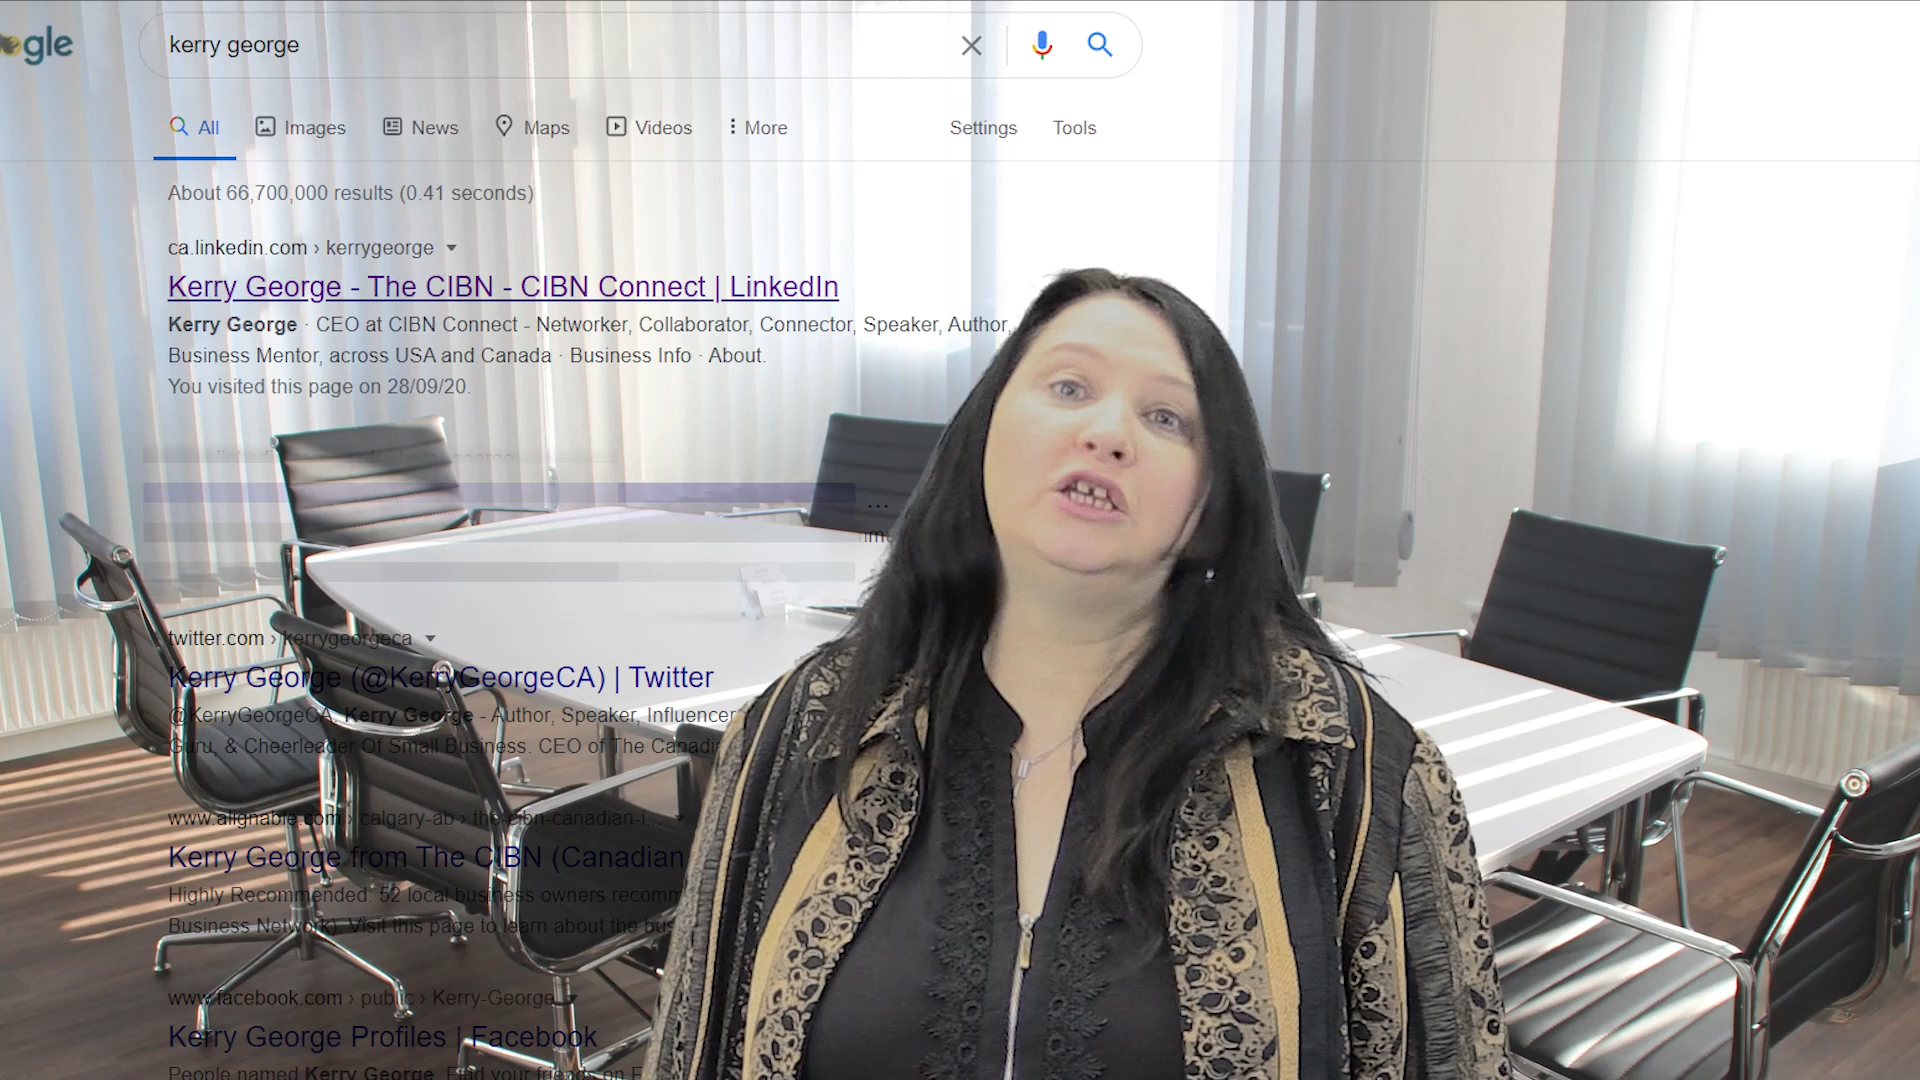 ogle
kerry george
All Images News Maps Videos More Settings Tools
About 66,700,000 results (0.41 seconds)
ca.linkedin.com › kerrygeorge
Kerry George - The CIBN - CIBN Connect | LinkedIn
Kerry George · CEO at CIBN Connect - Networker, Collaborator, Connector, Speaker, Author,
Business Mentor, across USA and Canada · Business Info · About.
You visited this page on 28/09/20.
...
twitter.com › kerrygeorgeca
Kerry George (@KerryGeorgeCA) | Twitter
@KerryGeorgeCA. Kerry George - Author, Speaker, Influencer
Guru, & Cheerleader Of Small Business. CEO of The Canadi
www.alignable.com › calgary-ab › the-cibn-canadian-i...
Kerry George from The CIBN (Canadian
Highly Recommended: 52 local business owners recomm
Business Network). Visit this page to learn about the bus
www.facebook.com › public › Kerry-George
Kerry George Profiles | Facebook
People named Kerry George. Find your friends on F